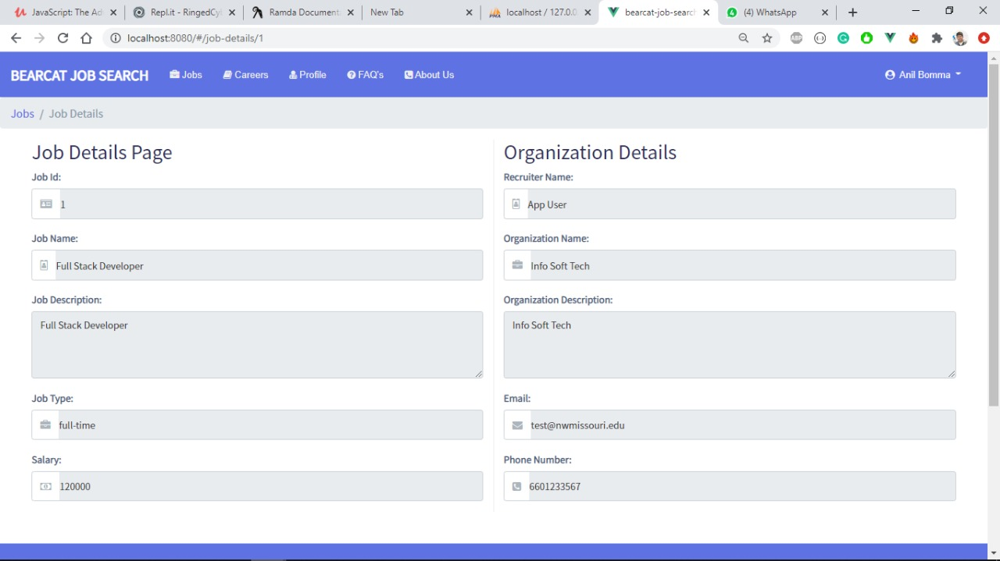 JavaScript: The Ad
Repl.it - RingedCy
Ramda Document
New Tab
localhost / 127.0.0
bearcat-job-search
(4) WhatsApp
localhost:8080/#/job-details/1
BEARCAT JOB SEARCH
Jobs
Careers
Profile
FAQ's
About Us
Anil Bomma
Jobs / Job Details
Job Details Page
Job Id:
1
Job Name:
Full Stack Developer
Job Description:
Full Stack Developer
Job Type:
full-time
Salary:
120000
Organization Details
Recruiter Name:
App User
Organization Name:
Info Soft Tech
Organization Description:
Info Soft Tech
Email:
test@nwmissouri.edu
Phone Number:
6601233567